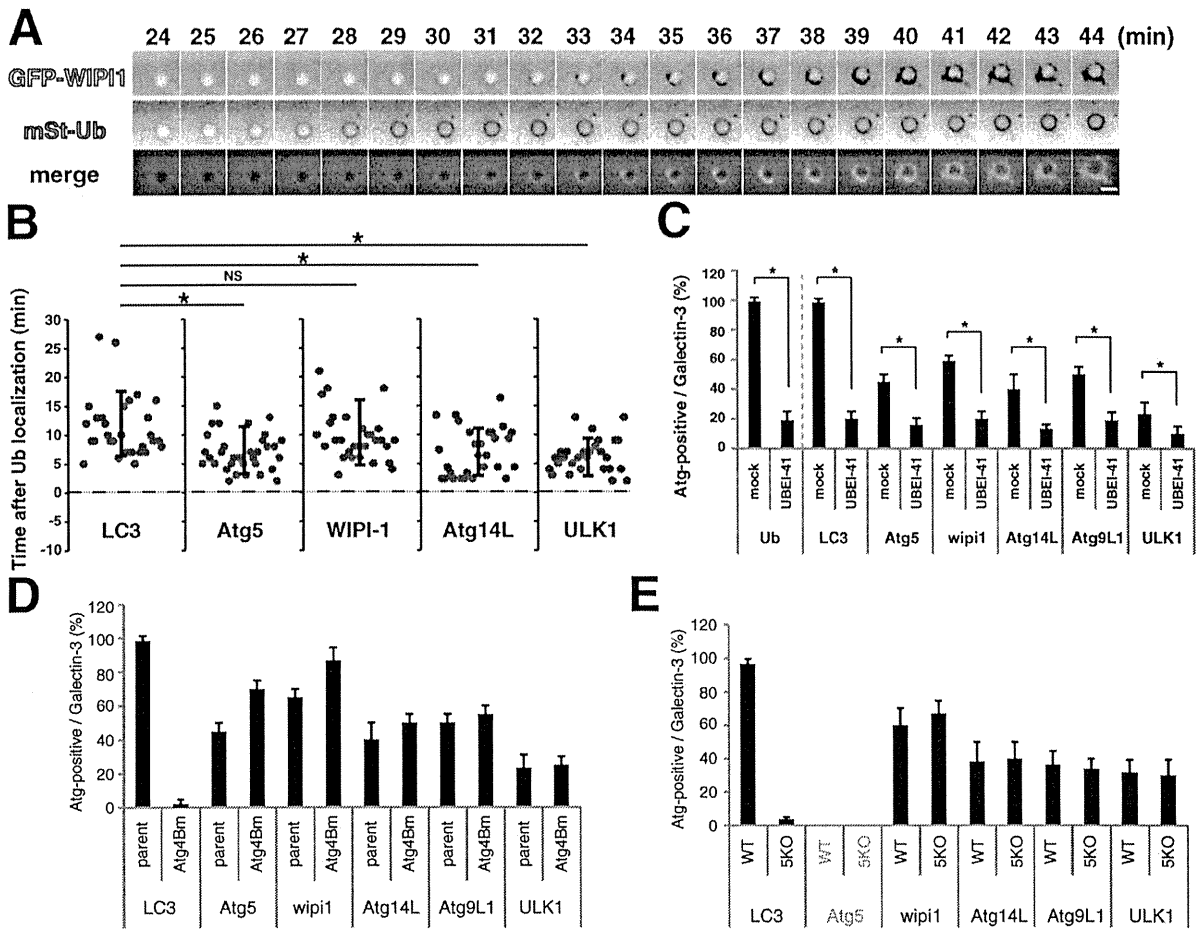 A
24 25 26 27 28 29 30 31 32 33 34 35 36 37 38 39 40 41 42 43 44 (min)
GFP-WIPI1
mSt-Ub
merge
B
*
*
NS
*
Time after Ub localization (min)
30
25
20
15
10
5
0
-5
-10
LC3 Atg5 WIPI-1 Atg14L ULK1
C
Atg-positive / Galectin-3 (%)
120
100
80
60
40
20
0
* * * * * * *
mock UBEI-41 mock UBEI-41 mock UBEI-41 mock UBEI-41 mock UBEI-41 mock UBEI-41 mock UBEI-41
Ub LC3 Atg5 wipi1 Atg14L Atg9L1 ULK1
D
Atg-positive / Galectin-3 (%)
120
100
80
60
40
20
0
parent Atg4Bm parent Atg4Bm parent Atg4Bm parent Atg4Bm parent Atg4Bm parent Atg4Bm
LC3 Atg5 wipi1 Atg14L Atg9L1 ULK1
E
Atg-positive / Galectin-3 (%)
120
100
80
60
40
20
0
WT 5KO WT 5KO WT 5KO WT 5KO WT 5KO WT 5KO
LC3 Atg5 wipi1 Atg14L Atg9L1 ULK1